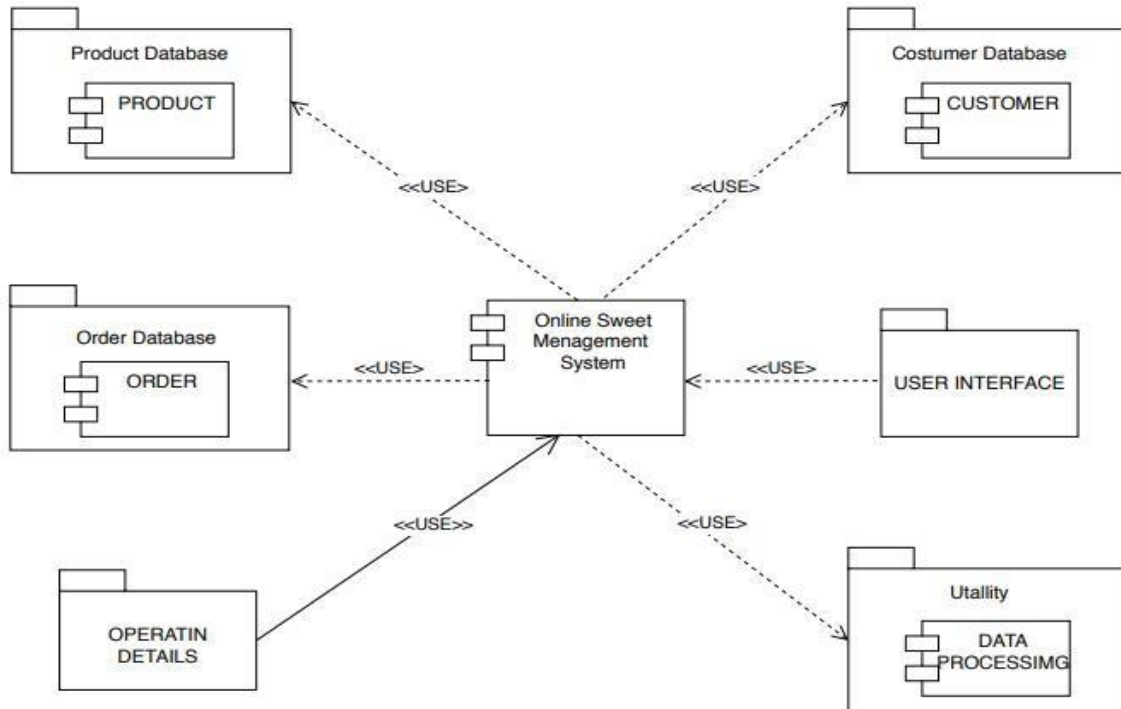 Product Database
PRODUCT
Costumer Database
CUSTOMER
<<USE>
<<USE>
Order Database
ORDER
<<USE>
Online Sweet
Menagement
System
<<USE>
USER INTERFACE
<<USE>>
<<USE>
OPERATIN
DETAILS
Utallity
DATA
PROCESSIMG